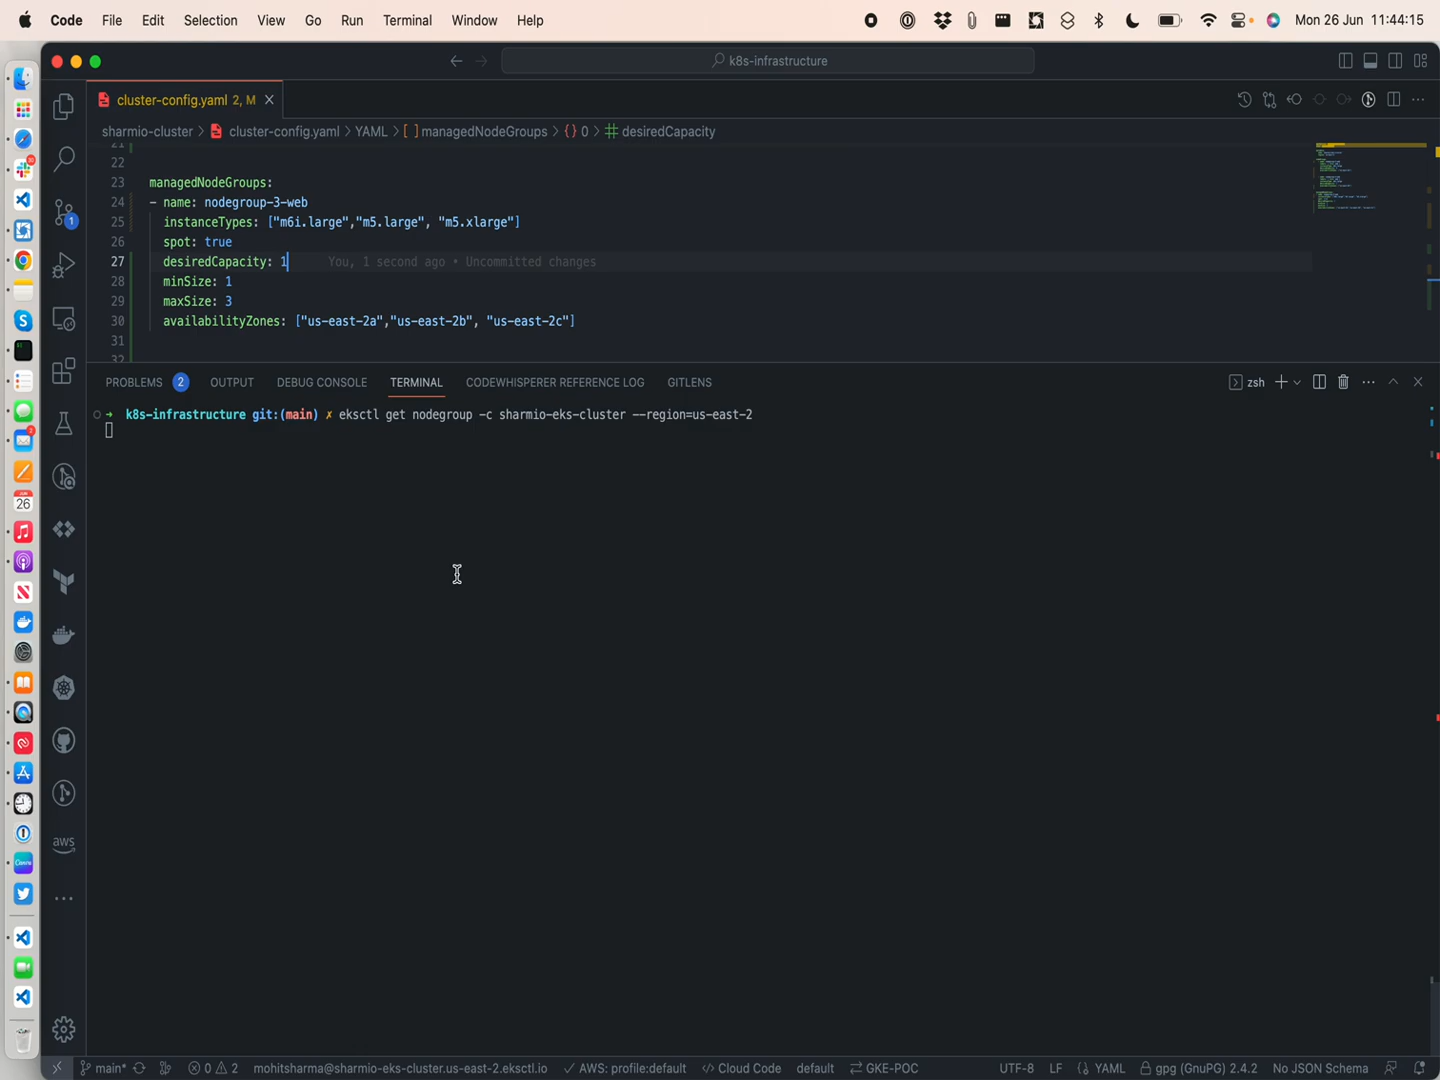 Code File Edit Selection View Go Run Terminal Window Help Mon 26 Jun 11:44:15
k8s-infrastructure
cluster-config.yaml 2, M
sharmio-cluster > cluster-config.yaml > YAML > [ ] managedNodeGroups > {} 0 > desiredCapacity
21
22
23 managedNodeGroups:
24 - name: nodegroup-3-web
25 instanceTypes: ["m6i.large","m5.large", "m5.xlarge"]
26 spot: true
27 desiredCapacity: 1 You, 1 second ago • Uncommitted changes
28 minSize: 1
29 maxSize: 3
30 availabilityZones: ["us-east-2a","us-east-2b", "us-east-2c"]
31
32
PROBLEMS 2 OUTPUT DEBUG CONSOLE TERMINAL CODEWHISPERER REFERENCE LOG GITLENS zsh
k8s-infrastructure git:(main) ✗ eksctl get nodegroup -c sharmio-eks-cluster --region=us-east-2
1
JUN
26
Canva
aws
main* 0 2 mohitsharma@sharmio-eks-cluster.us-east-2.eksctl.io AWS: profile:default Cloud Code default GKE-POC UTF-8 LF YAML gpg (GnuPG) 2.4.2 No JSON Schema